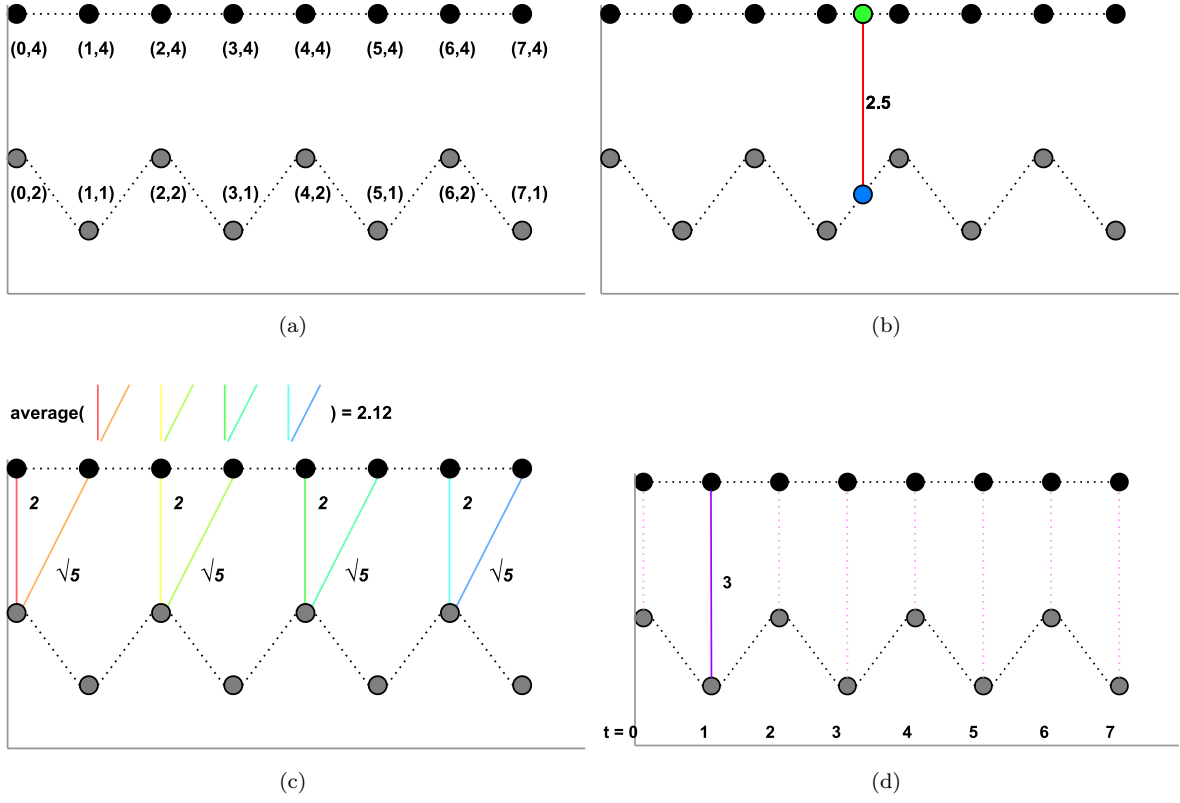 (0,4) (1,4) (2,4) (3,4) (4,4) (5,4) (6,4) (7,4)
(0,2) (1,1) (2,2) (3,1) (4,2) (5,1) (6,2) (7,1)
(a)
2.5
(b)
average( ) = 2.12
2 2 2 2
√5 √5 √5 √5
(c)
3
t = 0 1 2 3 4 5 6 7
(d)